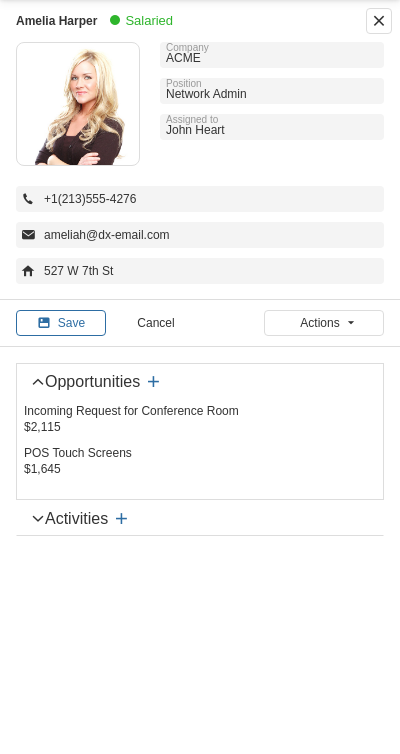 Amelia Harper
Salaried
Company
ACME
Position
Network Admin
Assigned to
John Heart
+1(213)555-4276
ameliah@dx-email.com
527 W 7th St
Save
Cancel
Actions
Opportunities
Incoming Request for Conference Room
$2,115
POS Touch Screens
$1,645
Activities